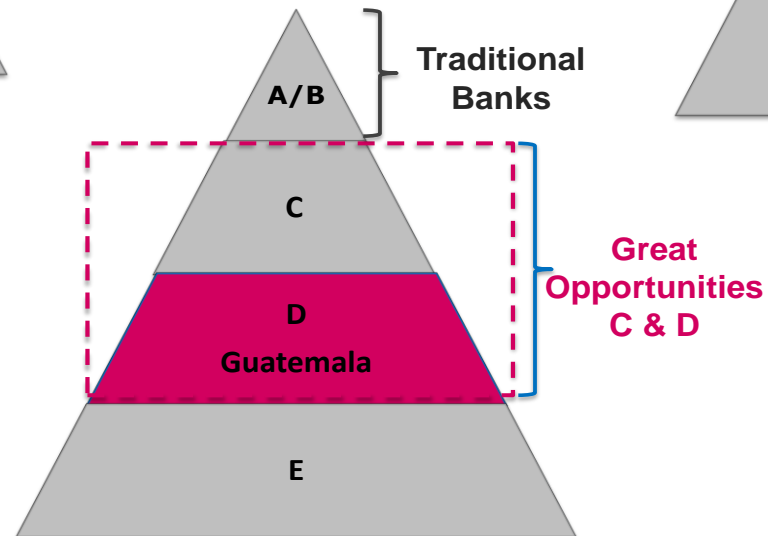 A/B
Traditional
Banks
C
Great
Opportunities
C & D
D
Guatemala
E